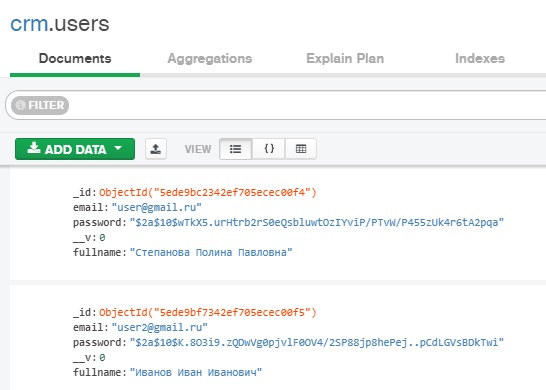 crm.users
Documents Aggregations Explain Plan Indexes
FILTER
ADD DATA VIEW { }
_id: ObjectId("5ede9bc2342ef705ecec00f4")
email: "user@gmail.ru"
password: "$2a$10$wTkX5.urHtrb2rS0eQsbluwtOzIYviP/PTvW/P455zUk4r6tA2pqa"
__v: 0
fullname: "Степанова Полина Павловна"
_id: ObjectId("5ede9bf7342ef705ecec00f5")
email: "user2@gmail.ru"
password: "$2a$10$K.8O3i9.zQDwVg0pjvlF0OV4/2SP88jp8hePej..pCdLGVsBDkTwi"
__v: 0
fullname: "Иванов Иван Иванович"